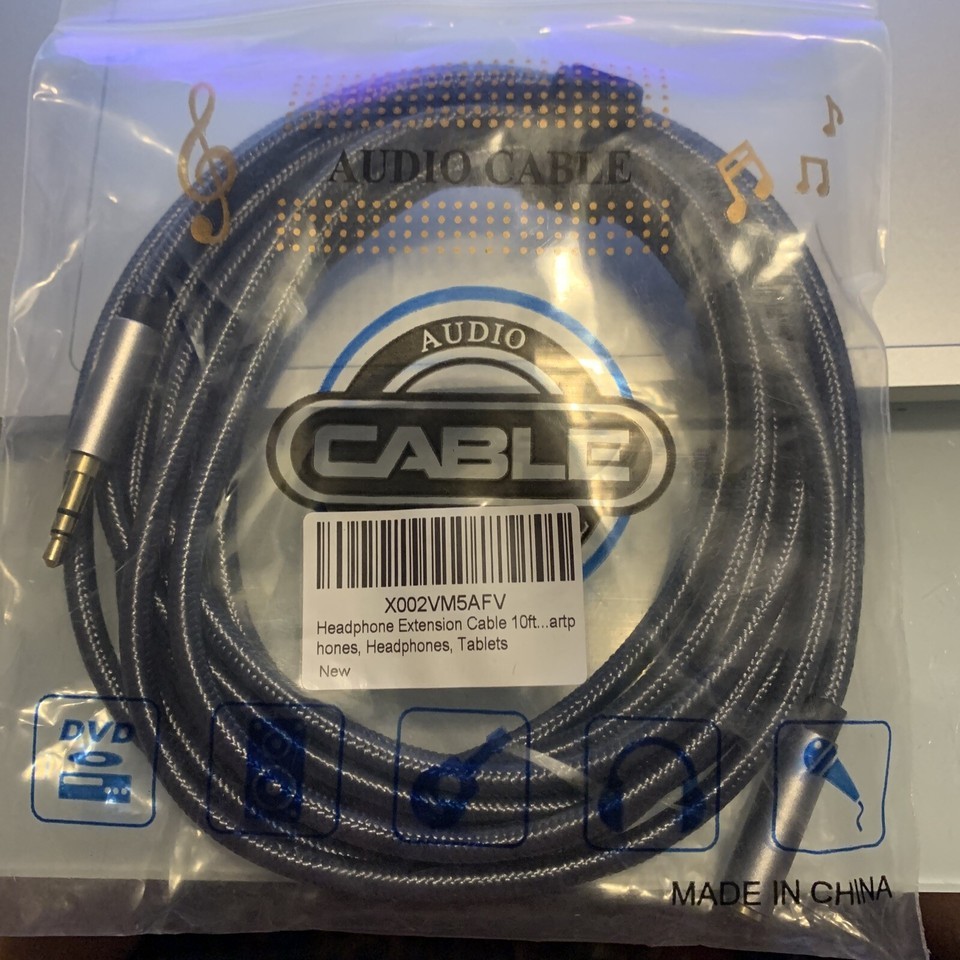 AUDIO CABLE
AUDIO
CABLE
X002VM5AFV
Headphone Extension Cable 10ft...artp
hones, Headphones, Tablets
New
DVD
MADE IN CHINA